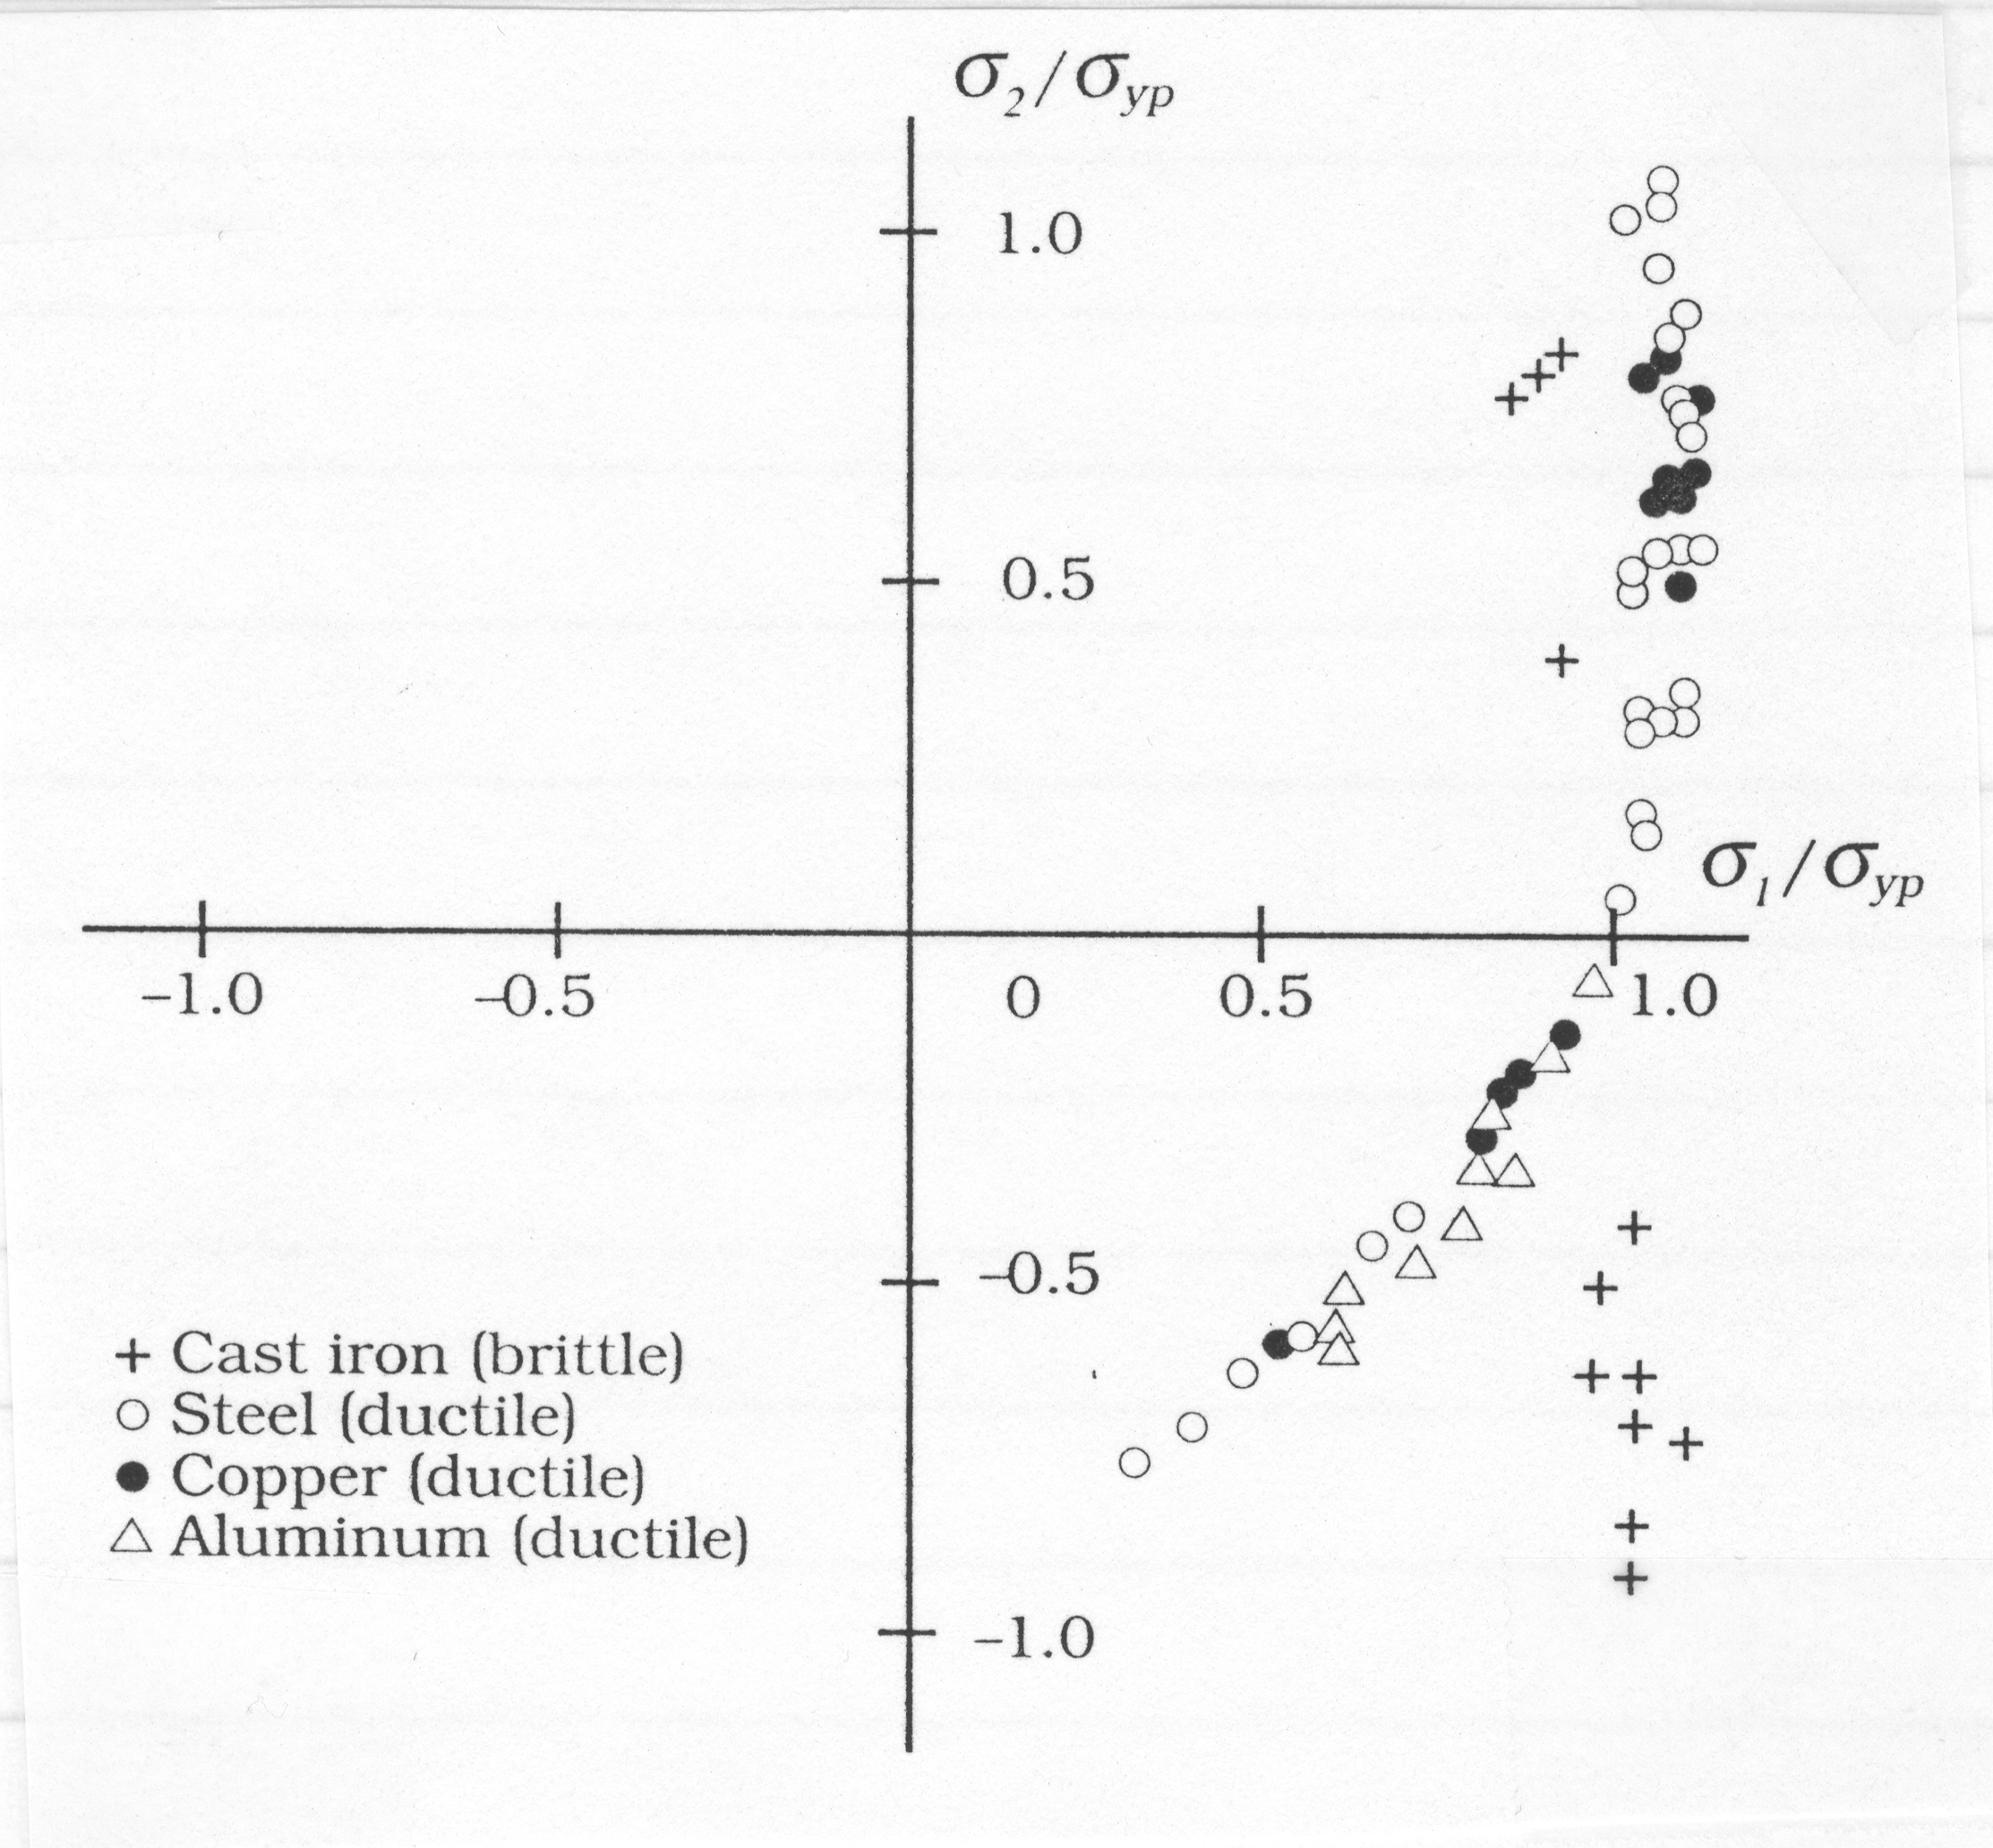 σ2/σyp
1.0
0.5
σ1/σyp
–1.0 –0.5 0 0.5 1.0
–0.5
–1.0
+ Cast iron (brittle)
○ Steel (ductile)
● Copper (ductile)
△ Aluminum (ductile)